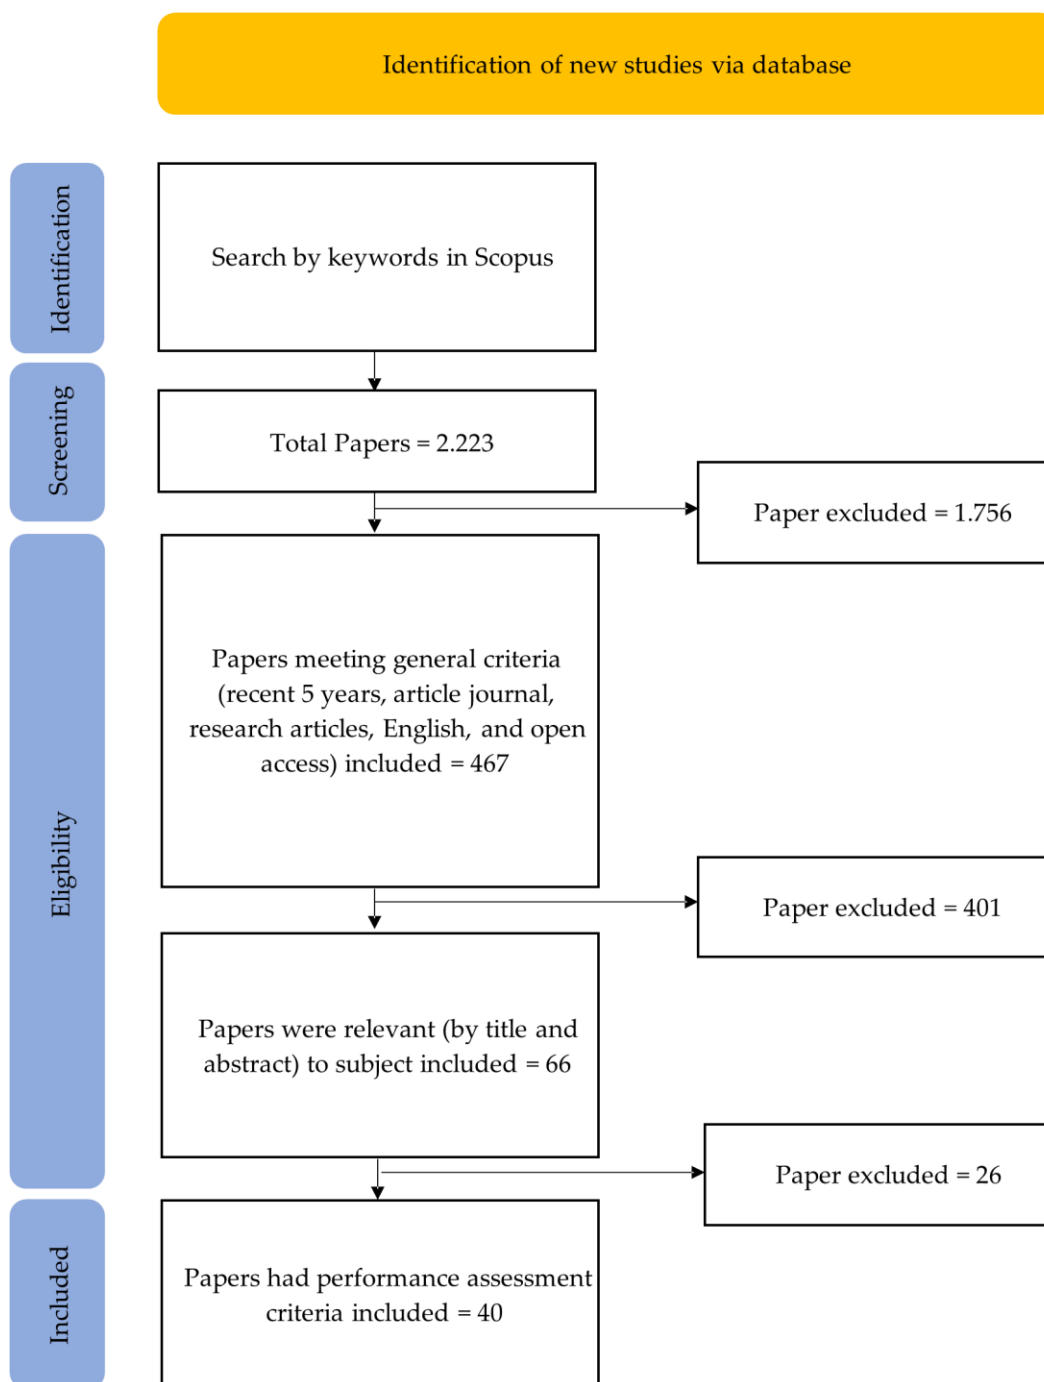 Identification of new studies via database
Identification
Search by keywords in Scopus
Screening
Total Papers = 2.223
Paper excluded = 1.756
Eligibility
Papers meeting general criteria
(recent 5 years, article journal,
research articles, English, and open
access) included = 467
Paper excluded = 401
Papers were relevant (by title and
abstract) to subject included = 66
Paper excluded = 26
Included
Papers had performance assessment
criteria included = 40